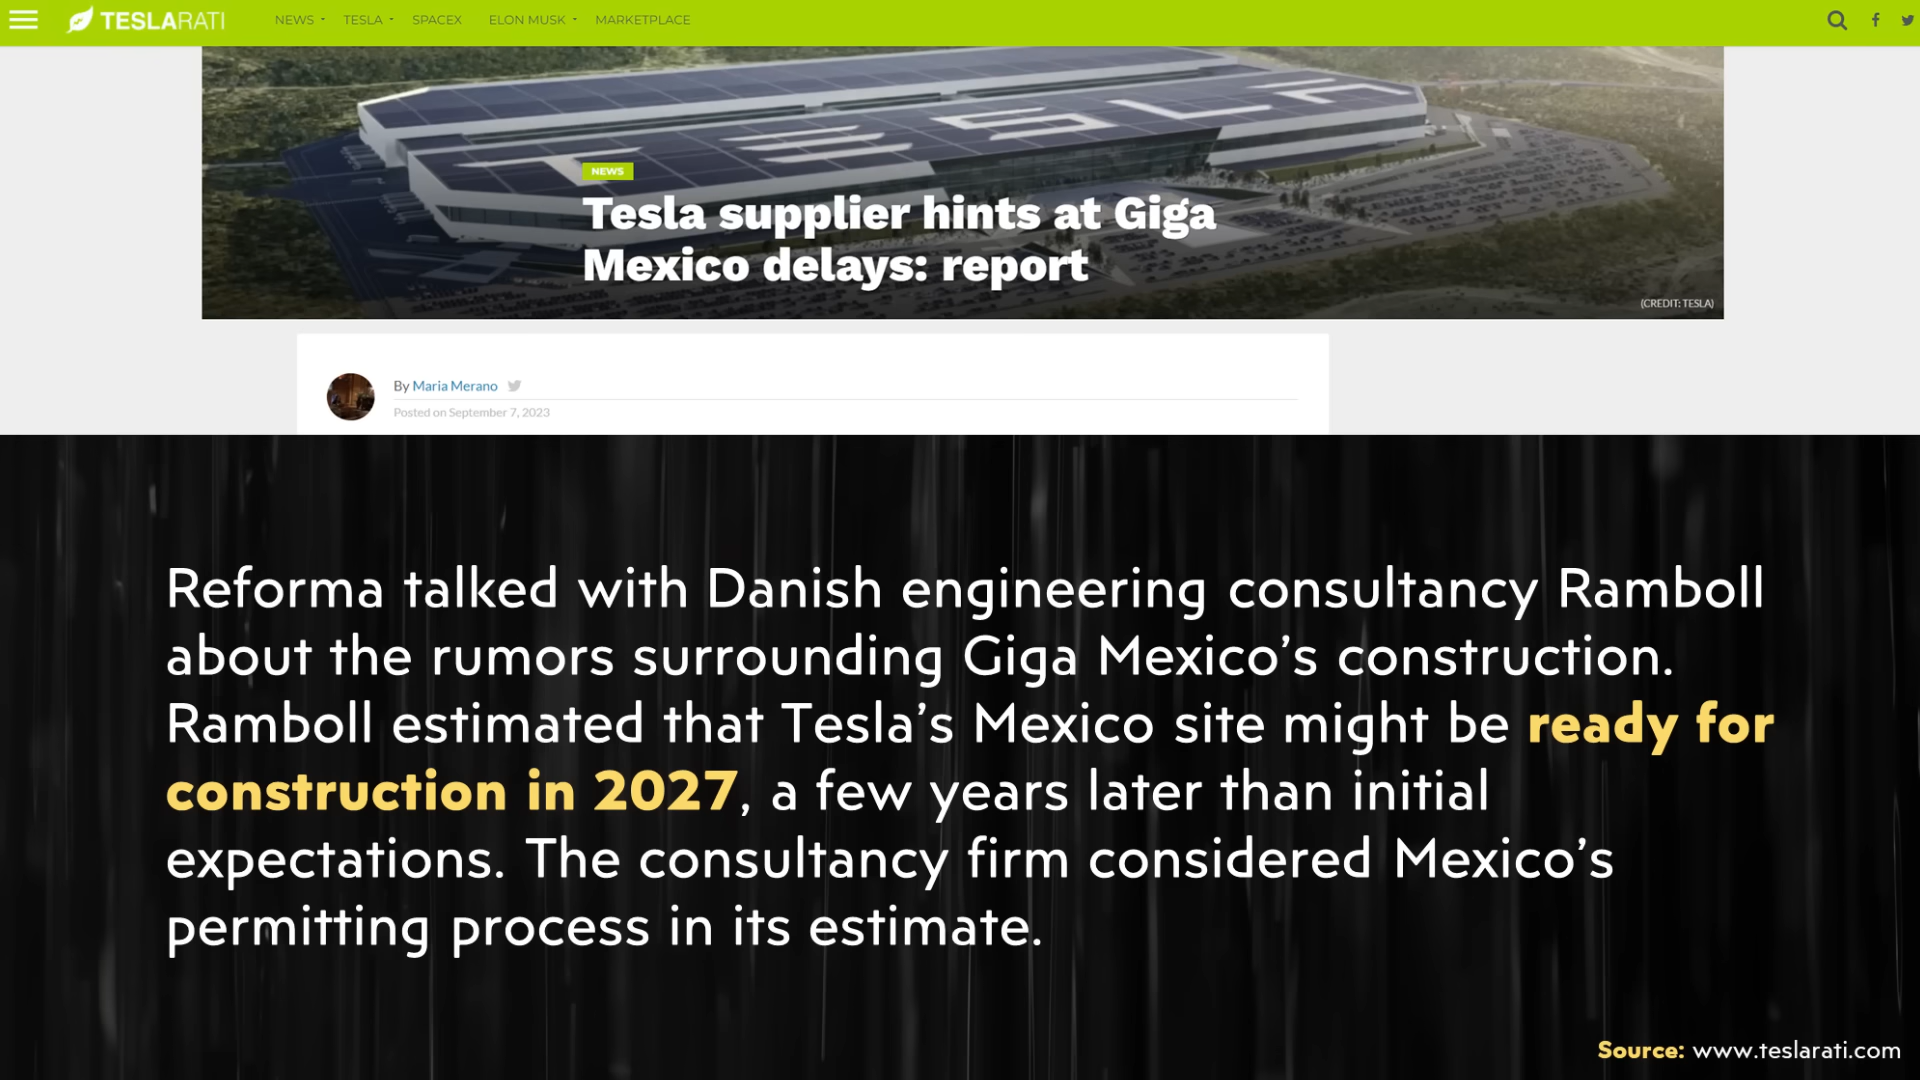 TESLARATI
NEWS TESLA SPACEX ELON MUSK MARKETPLACE
TESLA
NEWS
Tesla supplier hints at Giga
Mexico delays: report
(CREDIT: TESLA)
By Maria Merano
Posted on September 7, 2023
Reforma talked with Danish engineering consultancy Ramboll
about the rumors surrounding Giga Mexico’s construction.
Ramboll estimated that Tesla’s Mexico site might be ready for
construction in 2027, a few years later than initial
expectations. The consultancy firm considered Mexico’s
permitting process in its estimate.
Source: www.teslarati.com